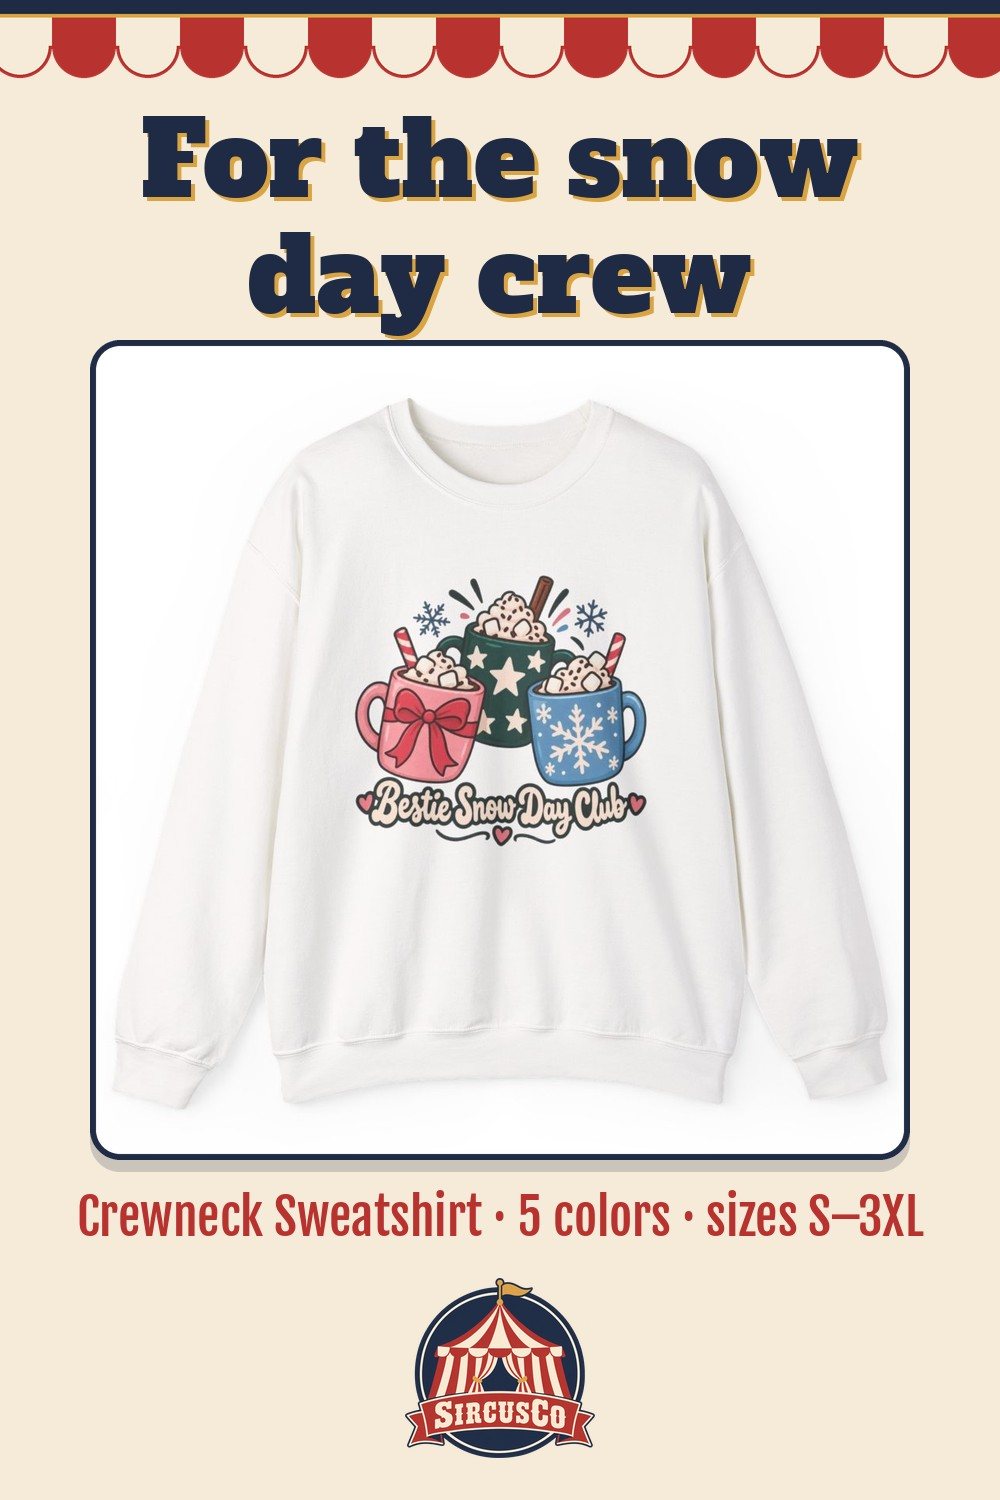 For the snow
day crew
Bestie Snow Day Club
Crewneck Sweatshirt · 5 colors · sizes S–3XL
SIRCUSCO